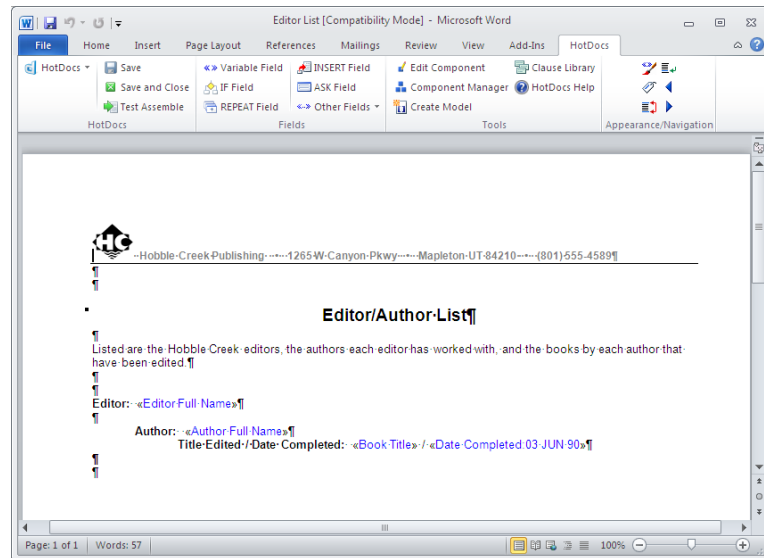 Editor List [Compatibility Mode] - Microsoft Word
File Home Insert Page Layout References Mailings Review View Add-Ins HotDocs
HotDocs Save «» Variable Field INSERT Field Edit Component Clause Library
Save and Close IF Field ASK Field Component Manager HotDocs Help
Test Assemble REPEAT Field Other Fields Create Model
HotDocs Fields Tools Appearance/Navigation
HC
··Hobble·Creek·Publishing·--•--·1265·W·Canyon·Pkwy·--•--·Mapleton·UT·84210·--•--·(801)·555-4589¶
¶
¶
Editor/Author·List¶
¶
Listed·are·the·Hobble·Creek·editors,·the·authors·each·editor·has·worked·with,·and·the·books·by·each·author·that·
have·been·edited.¶
¶
¶
Editor:··«Editor·Full·Name»¶
¶
Author:··«Author·Full·Name»¶
Title·Edited·/·Date·Completed:··«Book·Title»·/·«Date·Completed:03·JUN·90»¶
¶
¶
Page: 1 of 1 Words: 57 100%